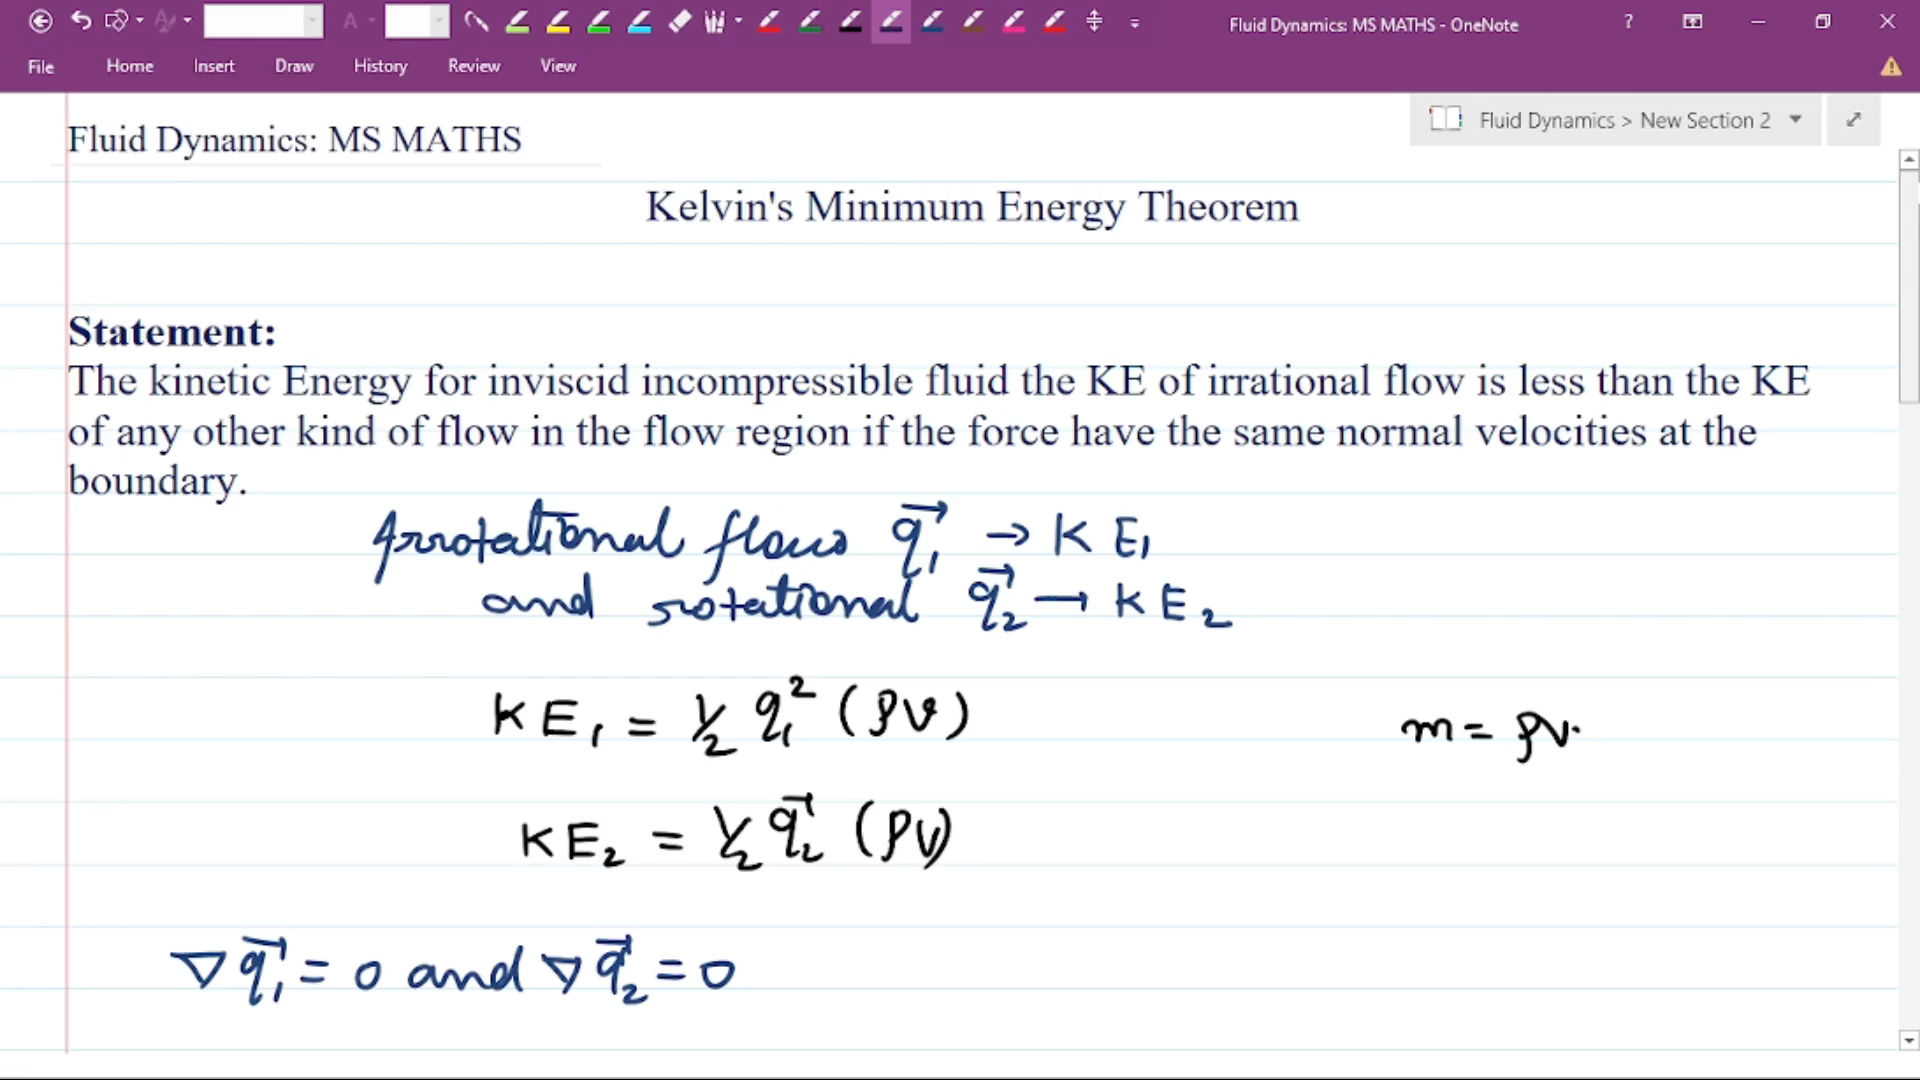 Fluid Dynamics: MS MATHS - OneNote
?
File Home Insert Draw History Review View
Fluid Dynamics > New Section 2
Fluid Dynamics: MS MATHS
Kelvin's Minimum Energy Theorem
Statement:
The kinetic Energy for inviscid incompressible fluid the KE of irrational flow is less than the KE
of any other kind of flow in the flow region if the force have the same normal velocities at the
boundary.
Irrotational flows q⃗₁ → KE₁
and rotational q⃗₂ → KE₂
KE₁ = ½ q₁² (ρV)
m = ρV.
KE₂ = ½ q⃗₂ (ρV)
∇ q⃗₁ = 0 and ∇ q⃗₂ = 0